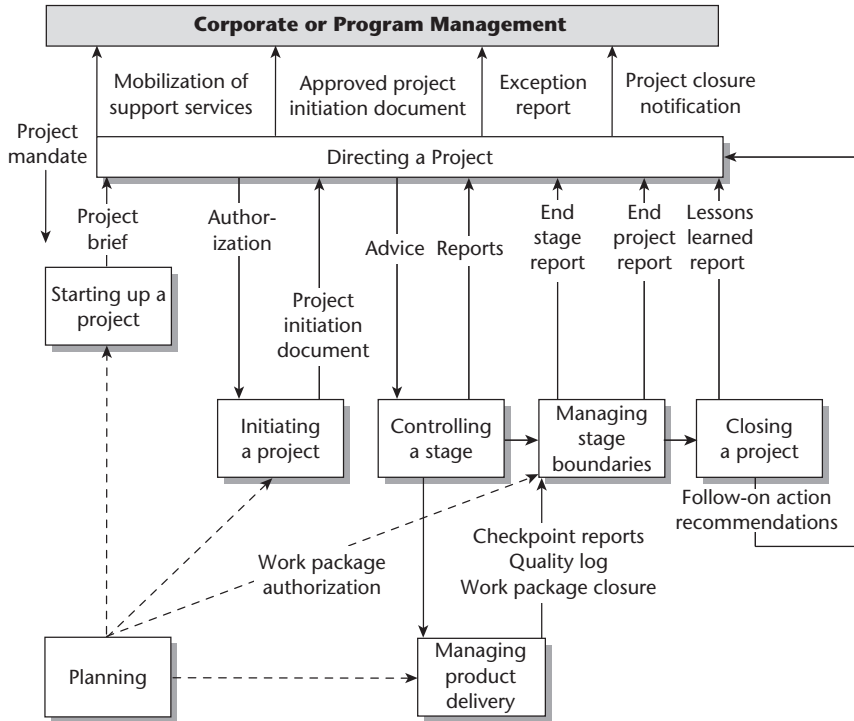 Corporate or Program Management
Mobilization of
support services
Approved project
initiation document
Exception
report
Project closure
notification
Project
mandate
Directing a Project
Project
brief
Author-
ization
Project
initiation
document
Advice
Reports
End
stage
report
End
project
report
Lessons
learned
report
Starting up a
project
Initiating
a project
Controlling
a stage
Managing
stage
boundaries
Closing
a project
Follow-on action
recommendations
Work package
authorization
Checkpoint reports
Quality log
Work package closure
Planning
Managing
product
delivery